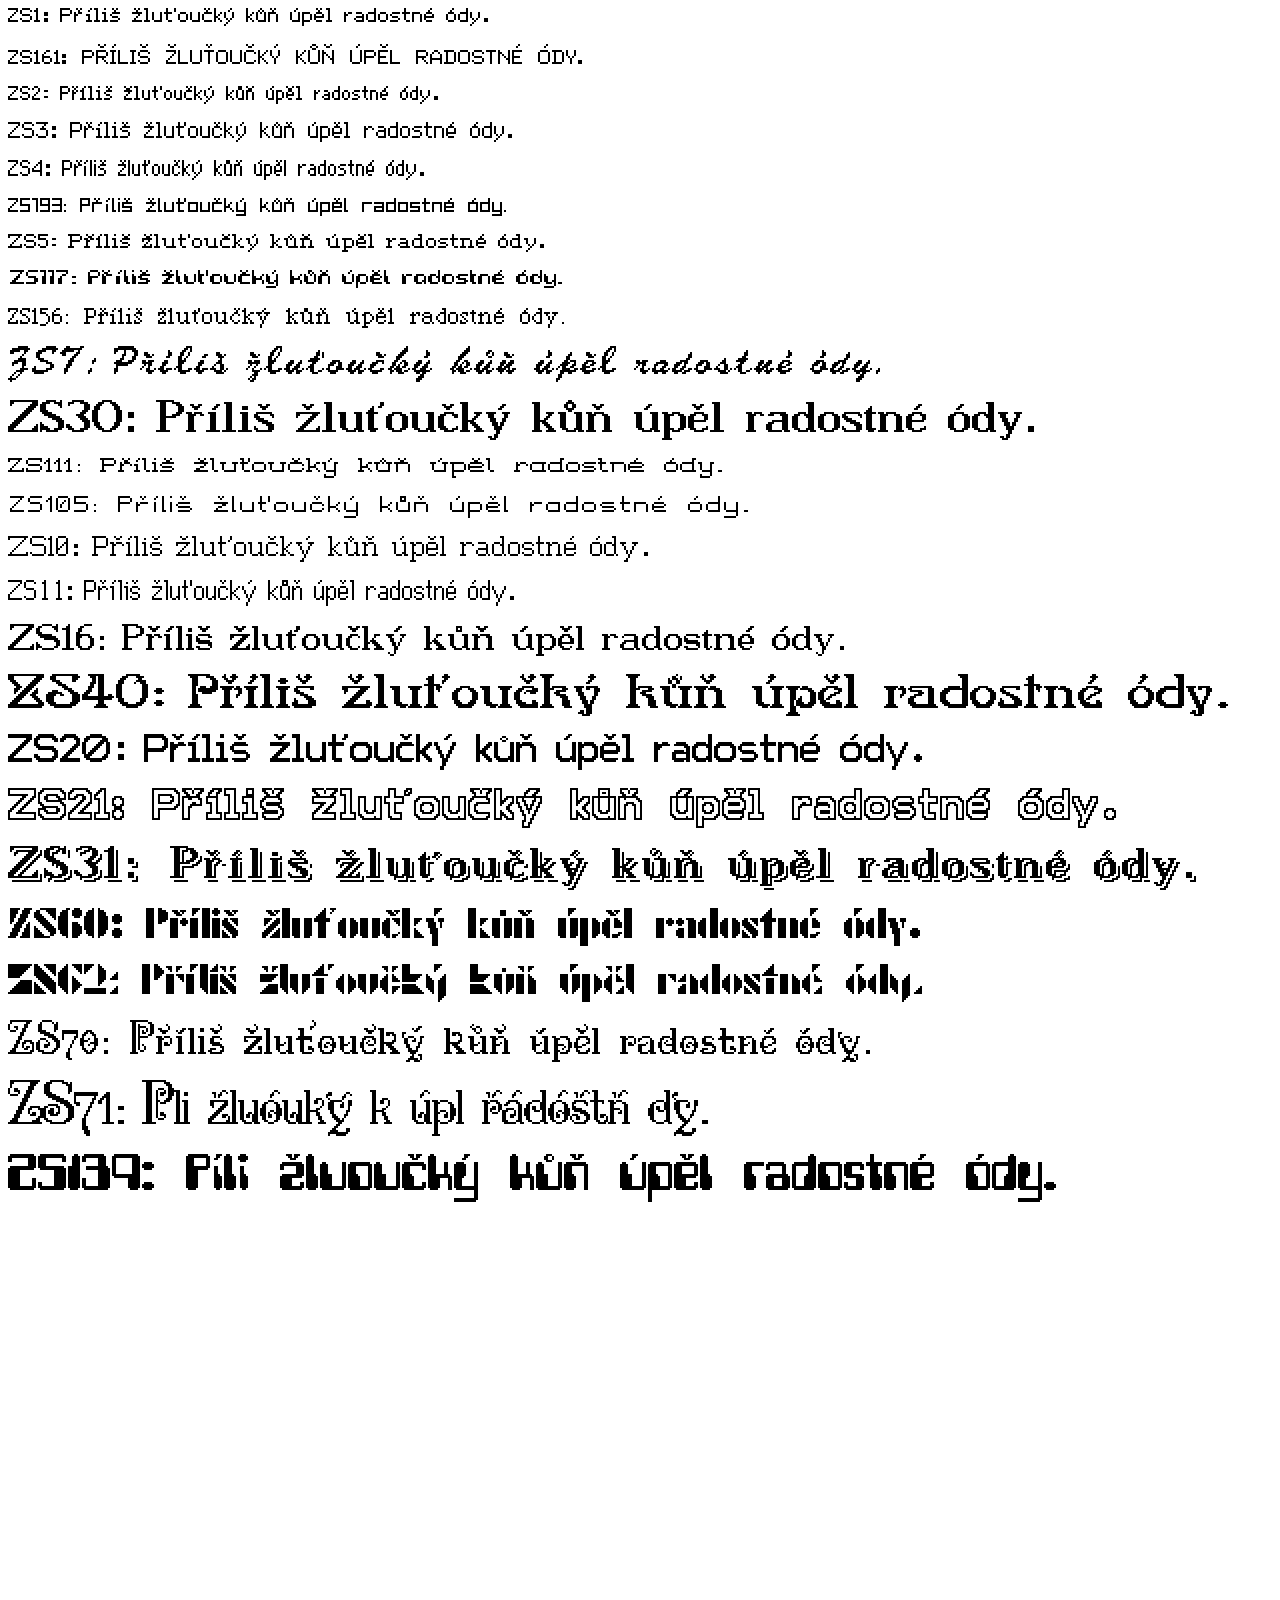 ZS1: Příliš žluťoučký kůň úpěl radostné ódy.
ZS161: PŘÍLIŠ ŽLUŤOUČKÝ KŮŇ ÚPĚL RADOSTNÉ ÓDY.
ZS2: Příliš žluťoučký kůň úpěl radostné ódy.
ZS3: Příliš žluťoučký kůň úpěl radostné ódy.
ZS4: Příliš žluťoučký kůň úpěl radostné ódy.
ZS193: Příliš žluťoučký kůň úpěl radostné ódy.
ZS5: Příliš žluťoučký kůň úpěl radostné ódy.
ZS117: Příliš žluťoučký kůň úpěl radostné ódy.
ZS156: Příliš žluťoučký kůň úpěl radostné ódy.
ZS7: Příliš žluťoučký kůň úpěl radostné ódy.
ZS30: Příliš žluťoučký kůň úpěl radostné ódy.
ZS111: Příliš žluťoučký kůň úpěl radostné ódy.
ZS105: Příliš žluťoučký kůň úpěl radostné ódy.
ZS10: Příliš žluťoučký kůň úpěl radostné ódy.
ZS11: Příliš žluťoučký kůň úpěl radostné ódy.
ZS16: Příliš žluťoučký kůň úpěl radostné ódy.
ZS40: Příliš žluťoučký kůň úpěl radostné ódy.
ZS20: Příliš žluťoučký kůň úpěl radostné ódy.
ZS21: Příliš žluťoučký kůň úpěl radostné ódy.
ZS31: Příliš žluťoučký kůň úpěl radostné ódy.
ZS60: Příliš žluťoučký kůň úpěl radostné ódy.
ZS62: Příliš žluťoučký kůň úpěl radostné ódy.
ZS70: Příliš žluťoučký kůň úpěl radostné ódy.
ZS71: Pli žluóuký k úpl řádóštň ďy.
ZS139: Píli žluoučký kůň úpěl radostné ódy.